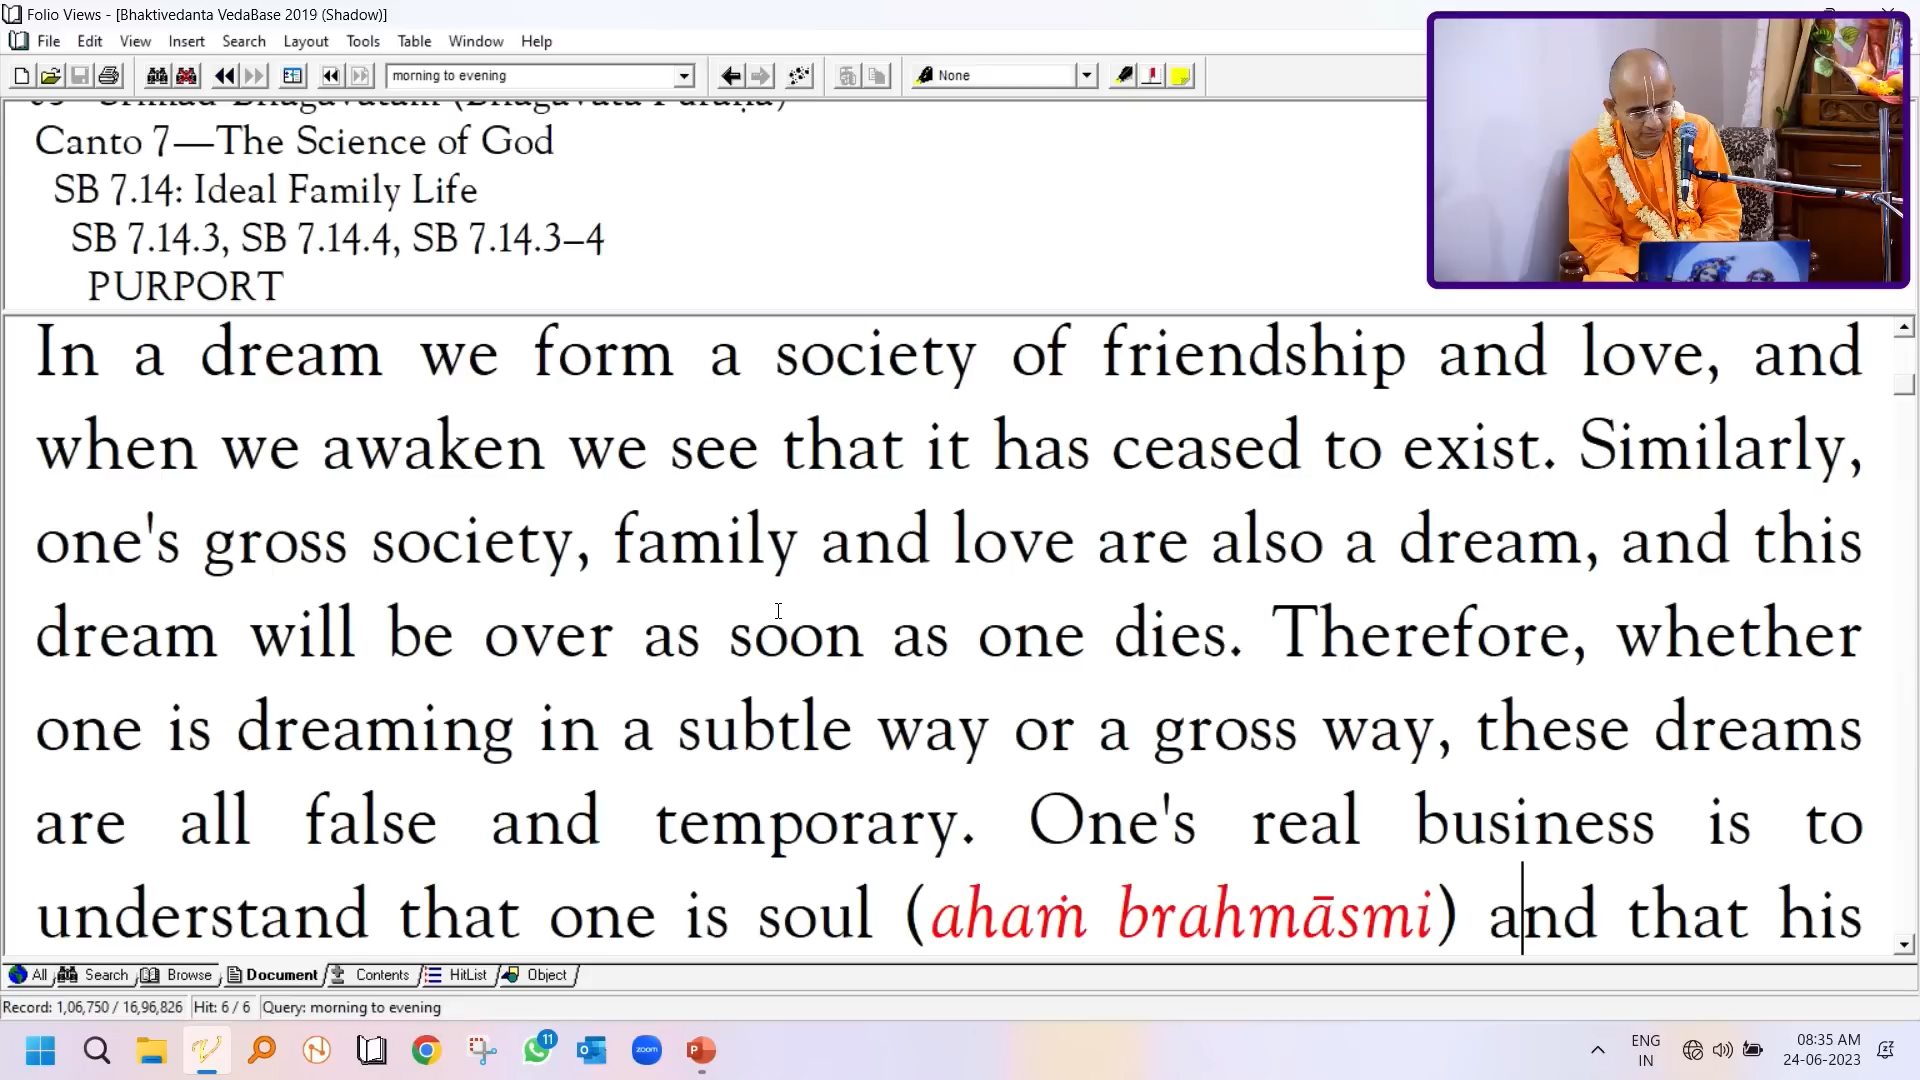 Folio Views - [Bhaktivedanta VedaBase 2019 (Shadow)]
File Edit View Insert Search Layout Tools Table Window Help
morning to evening None
Canto 7—The Science of God
SB 7.14: Ideal Family Life
SB 7.14.3, SB 7.14.4, SB 7.14.3–4
PURPORT
In a dream we form a society of friendship and love, and
when we awaken we see that it has ceased to exist. Similarly,
one's gross society, family and love are also a dream, and this
dream will be over as soon as one dies. Therefore, whether
one is dreaming in a subtle way or a gross way, these dreams
are all false and temporary. One's real business is to
understand that one is soul (ahaṁ brahmāsmi) and that his
All Search Browse Document Contents HitList Object
Record: 1,06,750 / 16,96,826 Hit: 6 / 6 Query: morning to evening
11
zoom
ENG
IN
08:35 AM
24-06-2023